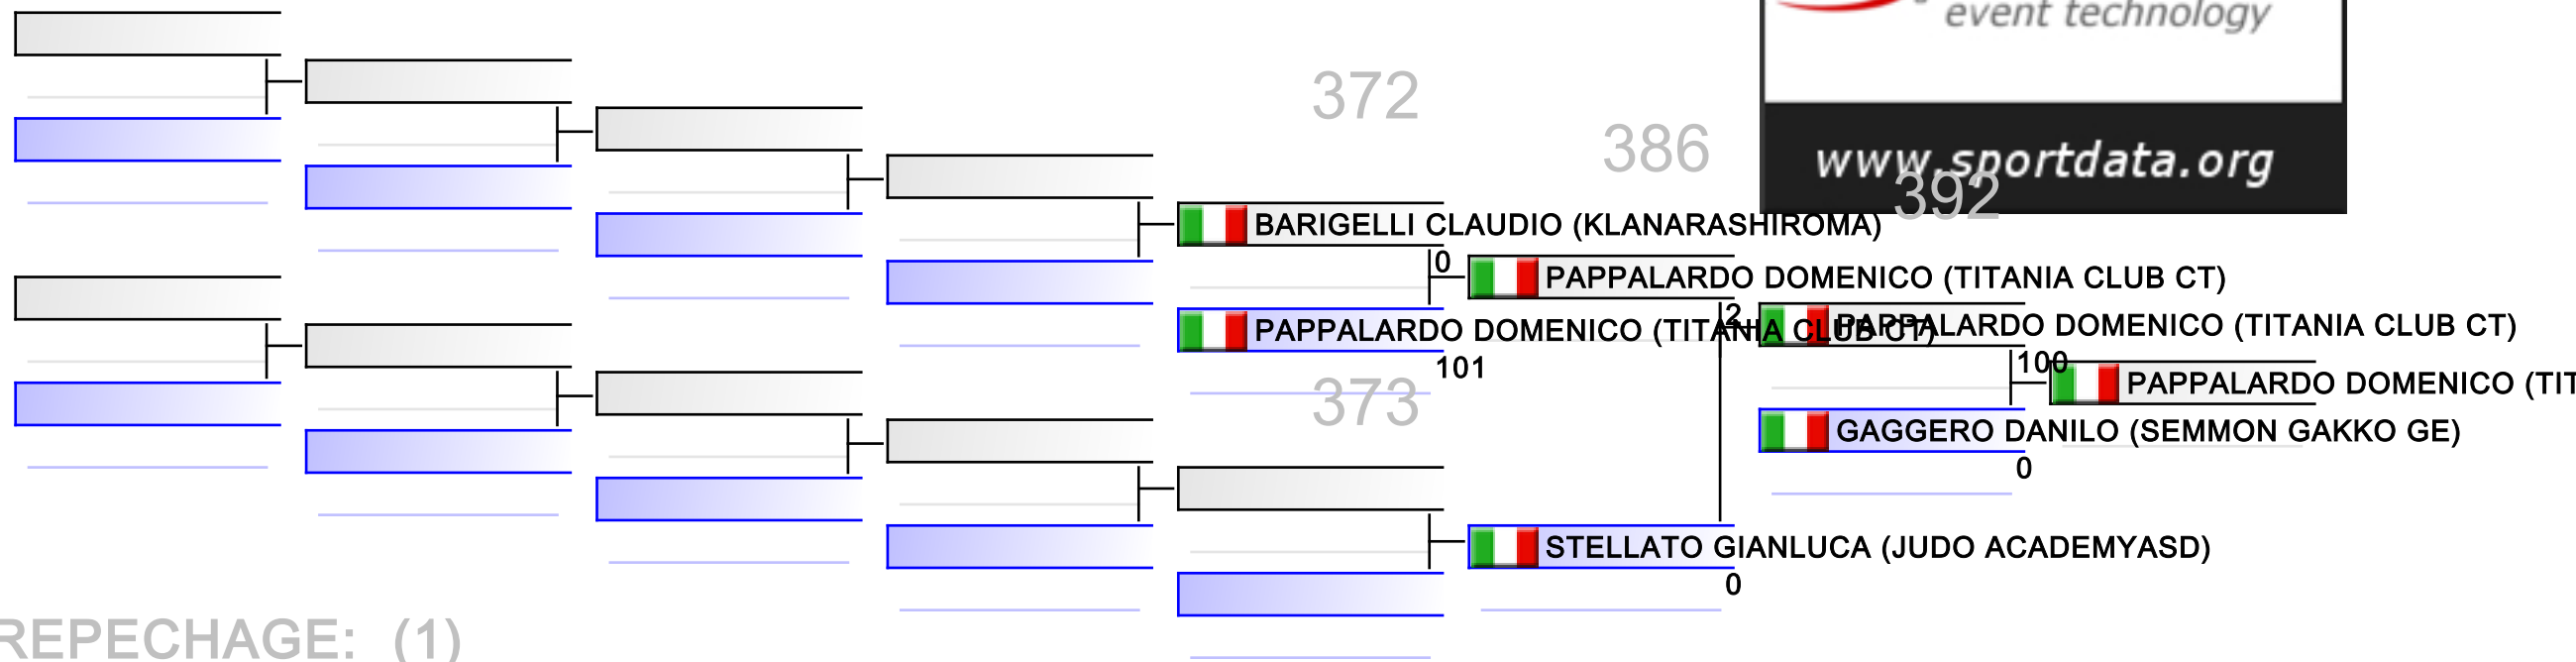 event technology
372
386
www.sportdata.org
392
BARIGELLI CLAUDIO (KLANARASHIROMA)
0
PAPPALARDO DOMENICO (TITANIA CLUB CT)
2
PAPPALARDO DOMENICO (TITANIA CLUB CT)
PAPPALARDO DOMENICO (TITANIA CLUB CT)
101
100
PAPPALARDO DOMENICO (TIT
373
GAGGERO DANILO (SEMMON GAKKO GE)
0
STELLATO GIANLUCA (JUDO ACADEMYASD)
0
REPECHAGE: (1)